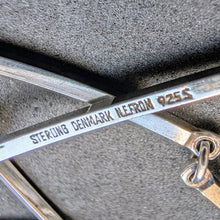 STERLING DENMARK N.E.FROM 925S